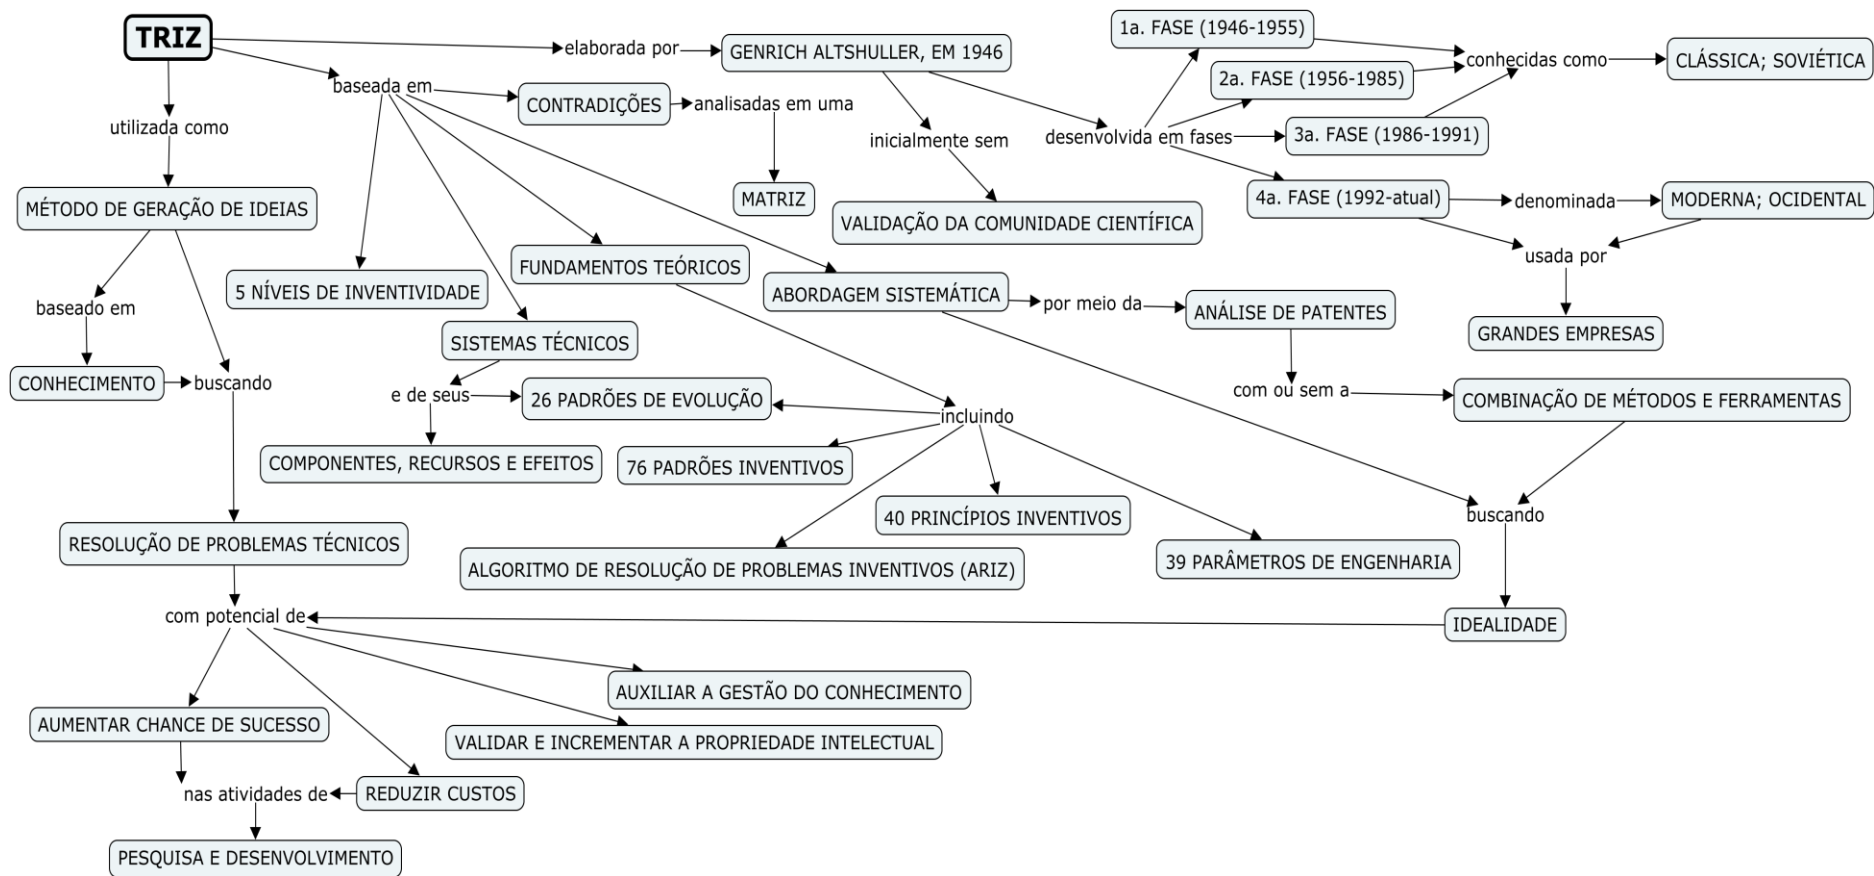 TRIZ
elaborada por
GENRICH ALTSHULLER, EM 1946
1a. FASE (1946-1955)
2a. FASE (1956-1985)
conhecidas como
CLÁSSICA; SOVIÉTICA
baseada em
CONTRADIÇÕES
analisadas em uma
utilizada como
inicialmente sem
desenvolvida em fases
3a. FASE (1986-1991)
MATRIZ
4a. FASE (1992-atual)
denominada
MODERNA; OCIDENTAL
MÉTODO DE GERAÇÃO DE IDEIAS
VALIDAÇÃO DA COMUNIDADE CIENTÍFICA
usada por
FUNDAMENTOS TEÓRICOS
5 NÍVEIS DE INVENTIVIDADE
ABORDAGEM SISTEMÁTICA
por meio da
ANÁLISE DE PATENTES
baseado em
GRANDES EMPRESAS
SISTEMAS TÉCNICOS
CONHECIMENTO
buscando
e de seus
26 PADRÕES DE EVOLUÇÃO
com ou sem a
COMBINAÇÃO DE MÉTODOS E FERRAMENTAS
incluindo
COMPONENTES, RECURSOS E EFEITOS
76 PADRÕES INVENTIVOS
40 PRINCÍPIOS INVENTIVOS
buscando
RESOLUÇÃO DE PROBLEMAS TÉCNICOS
ALGORITMO DE RESOLUÇÃO DE PROBLEMAS INVENTIVOS (ARIZ)
39 PARÂMETROS DE ENGENHARIA
com potencial de
IDEALIDADE
AUXILIAR A GESTÃO DO CONHECIMENTO
AUMENTAR CHANCE DE SUCESSO
VALIDAR E INCREMENTAR A PROPRIEDADE INTELECTUAL
nas atividades de
REDUZIR CUSTOS
PESQUISA E DESENVOLVIMENTO